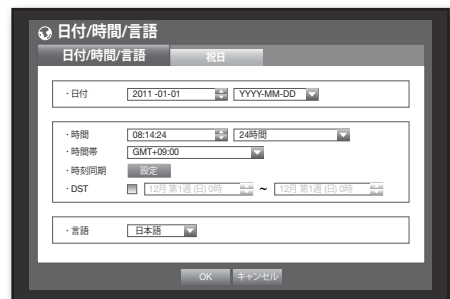 日付/時間/言語
日付/時間/言語 祝日
・日付 2011-01-01 YYYY-MM-DD
・時間 08:14:24 24時間
・時間帯 GMT+09:00
・時刻同期 設定
・DST 12月 第1週 (日) 0時 ~ 12月 第1週 (日) 0時
・言語 日本語
OK キャンセル